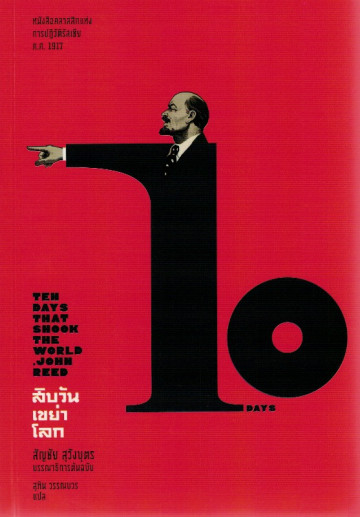 หนังสือคลาสสิกแห่ง
การปฏิวัติรัสเซีย
ค.ศ. 1917
10
DAYS
TEN
DAYS
THAT
SHOOK
THE
WORLD
.JOHN
REED
สิบวัน
เขย่า
โลก
สัญชัย สุวังบุตร
บรรณาธิการต้นฉบับ
สุทิน วรรณบวร
แปล